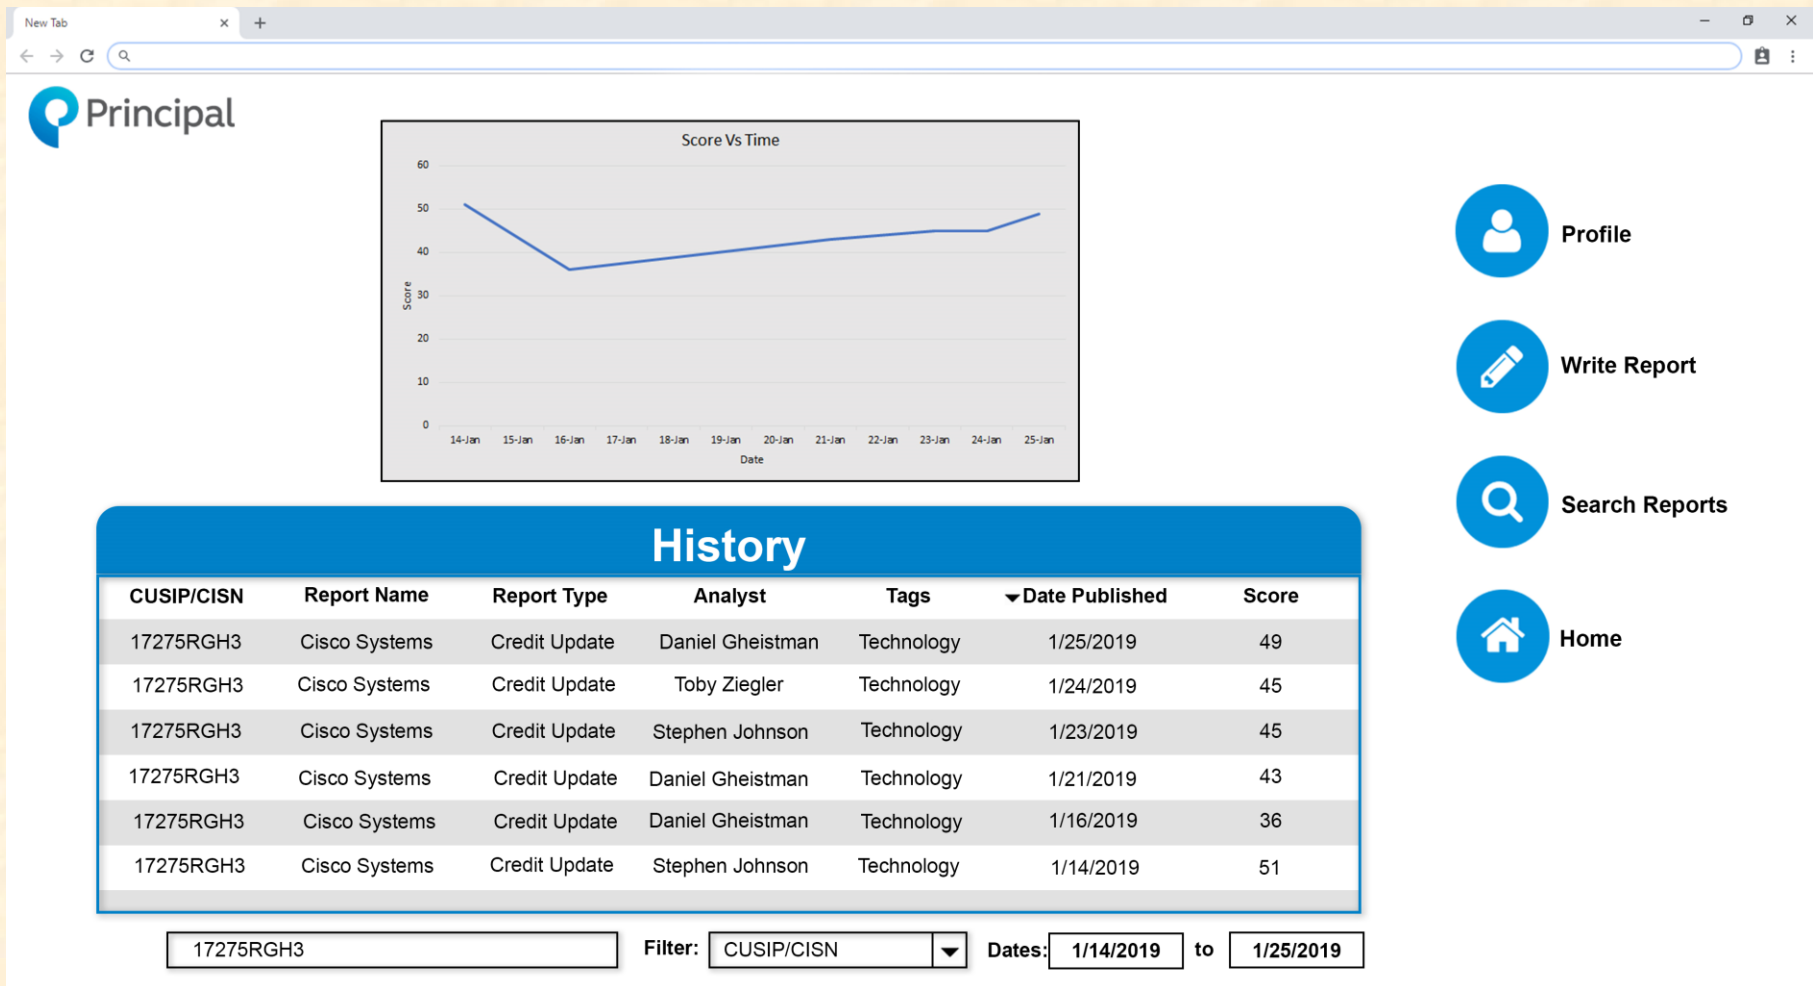 New Tab
Principal
Score Vs Time
60
50
40
30
20
10
0
Score
14-Jan 15-Jan 16-Jan 17-Jan 18-Jan 19-Jan 20-Jan 21-Jan 22-Jan 23-Jan 24-Jan 25-Jan
Date
Profile
Write Report
Search Reports
Home
History
CUSIP/CISN Report Name Report Type Analyst Tags Date Published Score
17275RGH3 Cisco Systems Credit Update Daniel Gheistman Technology 1/25/2019 49
17275RGH3 Cisco Systems Credit Update Toby Ziegler Technology 1/24/2019 45
17275RGH3 Cisco Systems Credit Update Stephen Johnson Technology 1/23/2019 45
17275RGH3 Cisco Systems Credit Update Daniel Gheistman Technology 1/21/2019 43
17275RGH3 Cisco Systems Credit Update Daniel Gheistman Technology 1/16/2019 36
17275RGH3 Cisco Systems Credit Update Stephen Johnson Technology 1/14/2019 51
17275RGH3 Filter: CUSIP/CISN Dates: 1/14/2019 to 1/25/2019